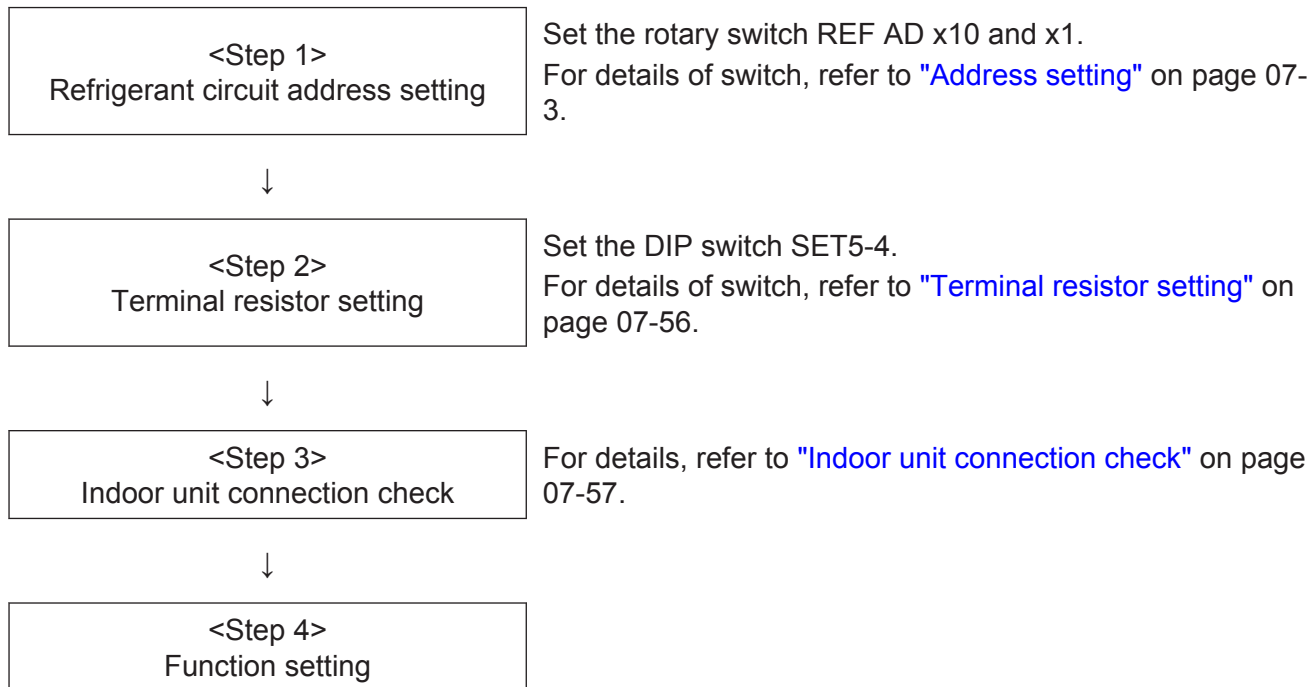 <Step 1>
Refrigerant circuit address setting
Set the rotary switch REF AD x10 and x1.
For details of switch, refer to "Address setting" on page 07-
3.
↓
<Step 2>
Terminal resistor setting
Set the DIP switch SET5-4.
For details of switch, refer to "Terminal resistor setting" on
page 07-56.
↓
<Step 3>
Indoor unit connection check
For details, refer to "Indoor unit connection check" on page
07-57.
↓
<Step 4>
Function setting